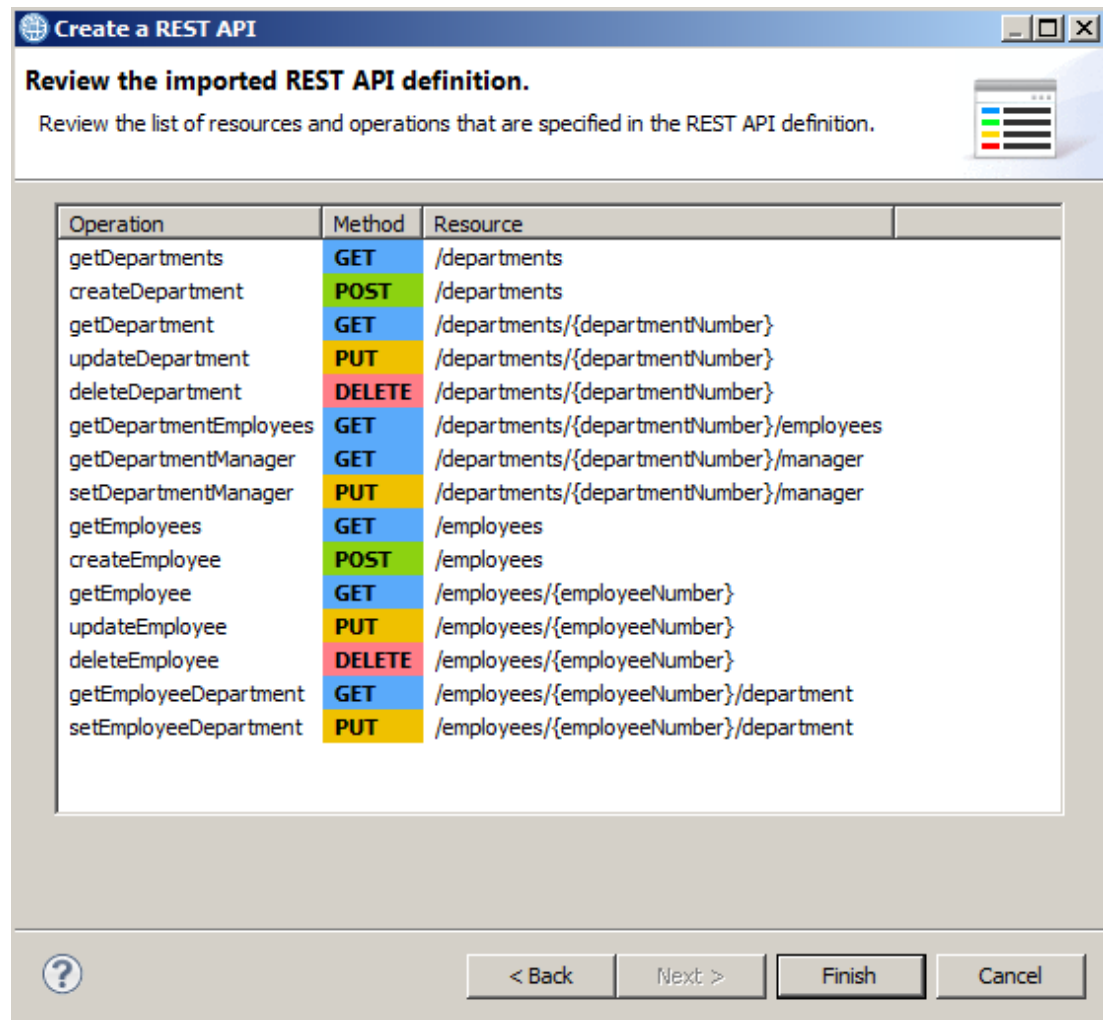 Create a REST API
Review the imported REST API definition.
Review the list of resources and operations that are specified in the REST API definition.
Operation Method Resource
getDepartments GET /departments
createDepartment POST /departments
getDepartment GET /departments/{departmentNumber}
updateDepartment PUT /departments/{departmentNumber}
deleteDepartment DELETE /departments/{departmentNumber}
getDepartmentEmployees GET /departments/{departmentNumber}/employees
getDepartmentManager GET /departments/{departmentNumber}/manager
setDepartmentManager PUT /departments/{departmentNumber}/manager
getEmployees GET /employees
createEmployee POST /employees
getEmployee GET /employees/{employeeNumber}
updateEmployee PUT /employees/{employeeNumber}
deleteEmployee DELETE /employees/{employeeNumber}
getEmployeeDepartment GET /employees/{employeeNumber}/department
setEmployeeDepartment PUT /employees/{employeeNumber}/department
? < Back Next > Finish Cancel